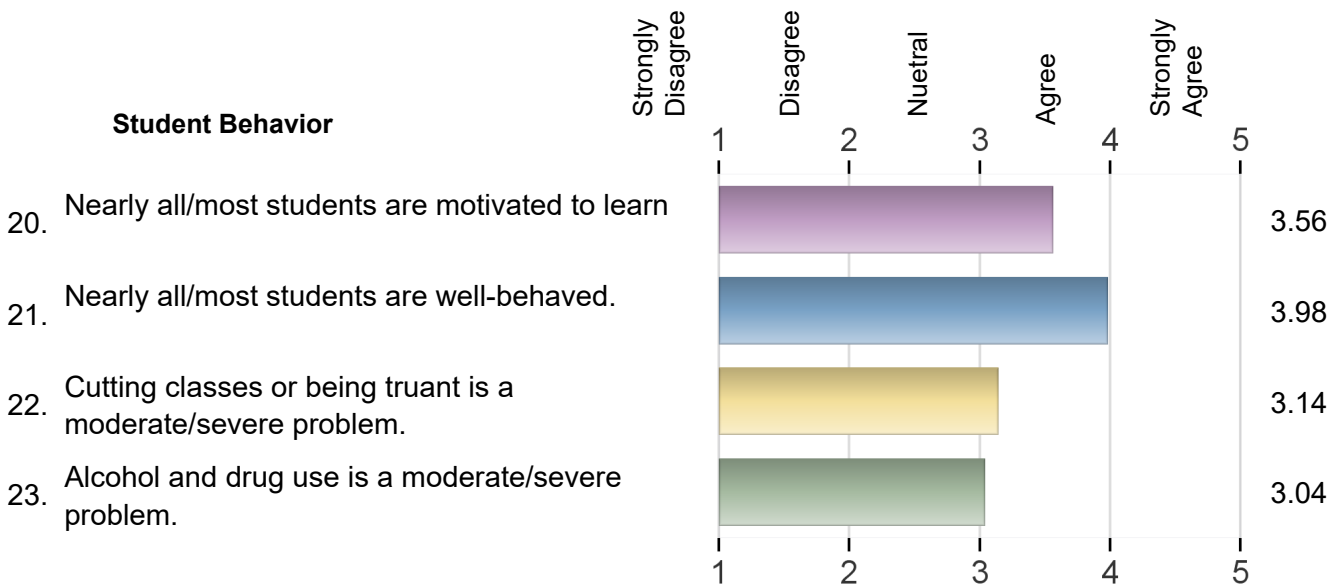 Strongly
Disagree
Disagree
Nuetral
Agree
Strongly
Agree
Student Behavior
1 2 3 4 5
20. Nearly all/most students are motivated to learn 3.56
21. Nearly all/most students are well-behaved. 3.98
22. Cutting classes or being truant is a
moderate/severe problem. 3.14
23. Alcohol and drug use is a moderate/severe
problem. 3.04
1 2 3 4 5